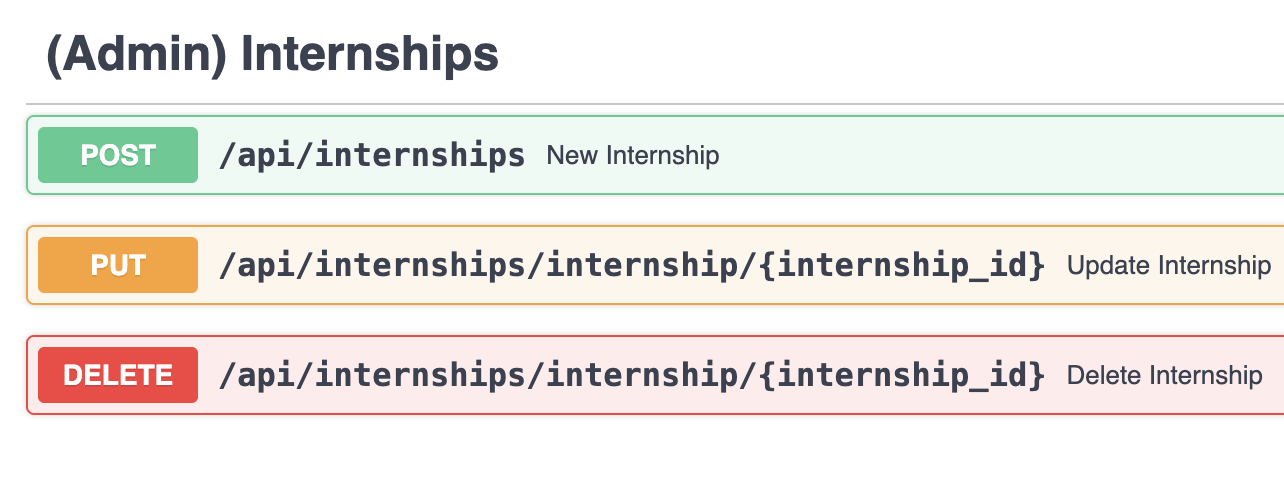 (Admin) Internships
POST /api/internships New Internship
PUT /api/internships/internship/{internship_id} Update Internship
DELETE /api/internships/internship/{internship_id} Delete Internship